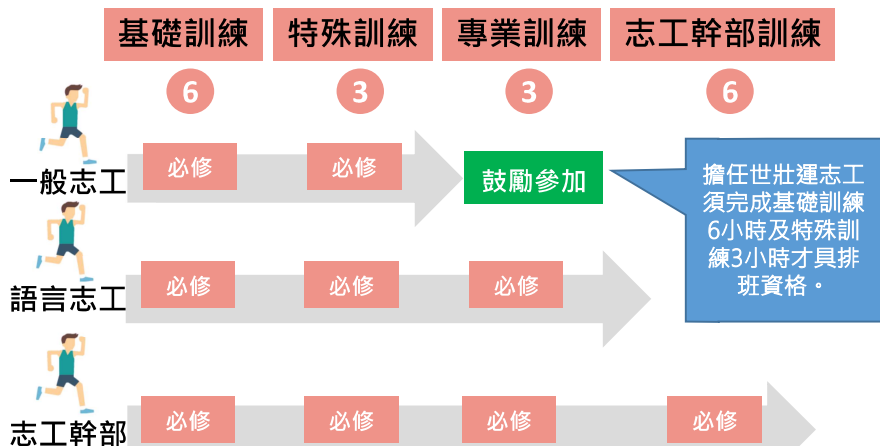 基礎訓練 特殊訓練 專業訓練 志工幹部訓練
6 3 3 6
一般志工 必修 必修 鼓勵參加
擔任世壯運志工
須完成基礎訓練
6小時及特殊訓
練3小時才具排
班資格。
語言志工 必修 必修 必修
志工幹部 必修 必修 必修 必修